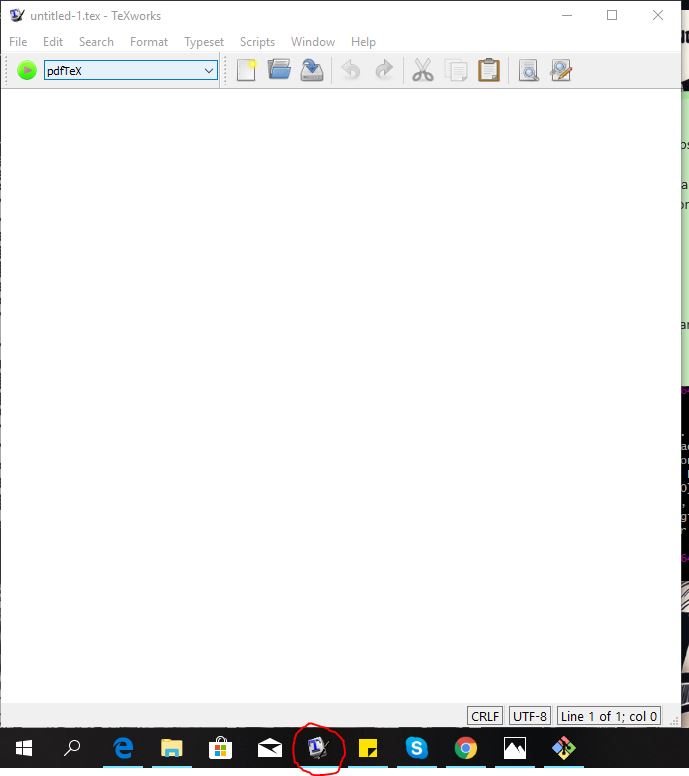 untitled-1.tex - TeXworks
File Edit Search Format Typeset Scripts Window Help
pdfTeX
CRLF UTF-8 Line 1 of 1; col 0